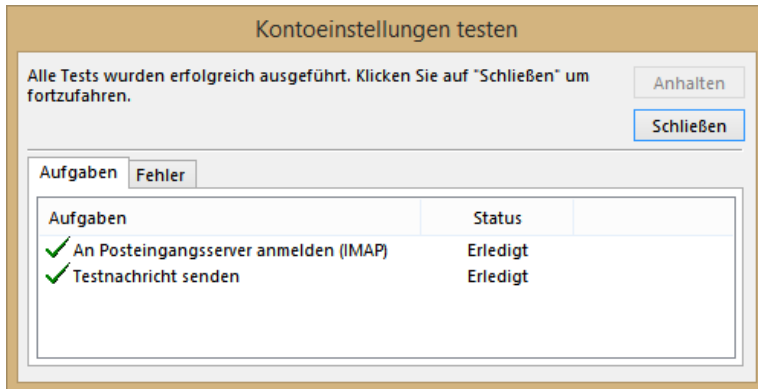 Kontoeinstellungen testen
Alle Tests wurden erfolgreich ausgeführt. Klicken Sie auf "Schließen" um
fortzufahren.
Anhalten
Schließen
Aufgaben Fehler
Aufgaben Status
An Posteingangsserver anmelden (IMAP) Erledigt
Testnachricht senden Erledigt